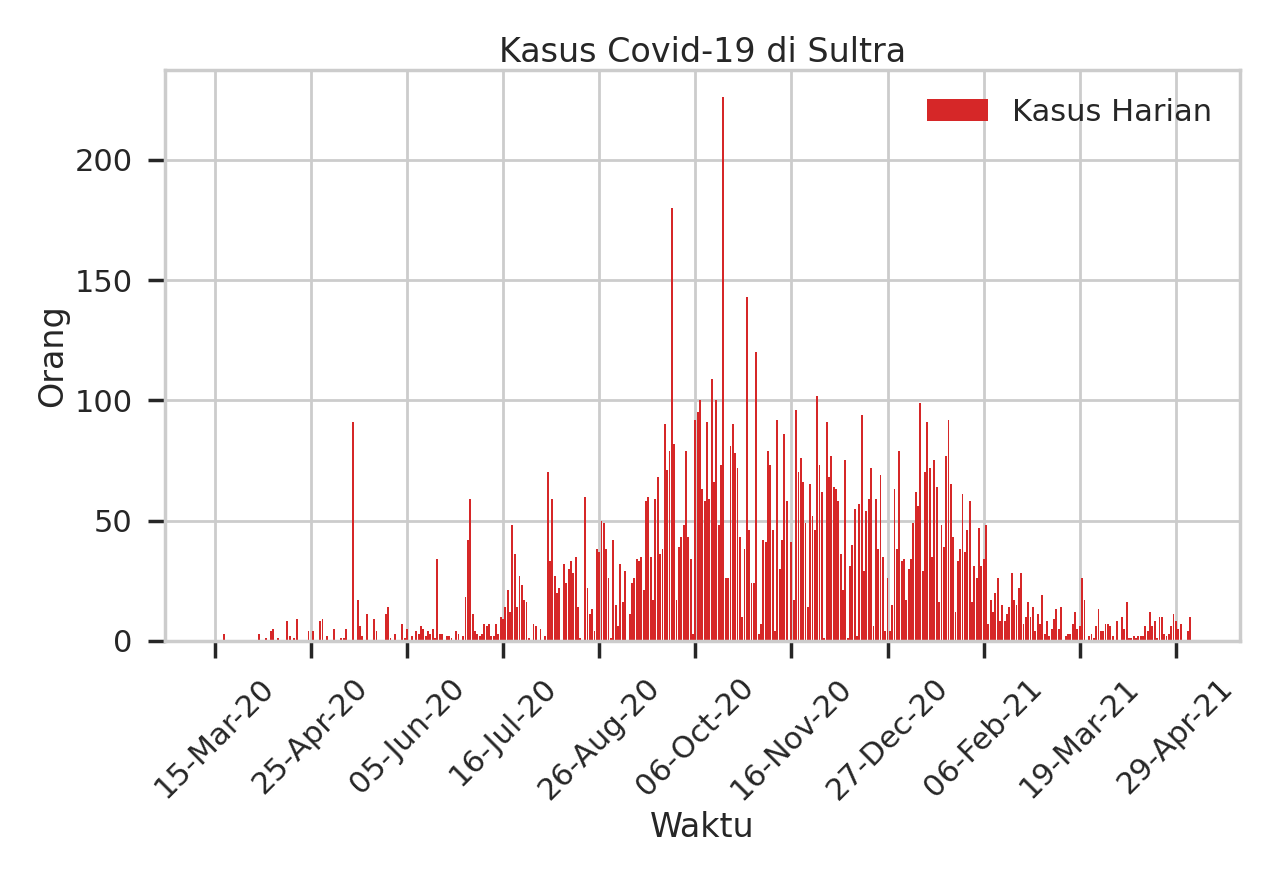 Kasus Covid-19 di Sultra
Kasus Harian
Orang
200
150
100
50
0
15-Mar-20
25-Apr-20
05-Jun-20
16-Jul-20
26-Aug-20
06-Oct-20
16-Nov-20
27-Dec-20
06-Feb-21
19-Mar-21
29-Apr-21
Waktu